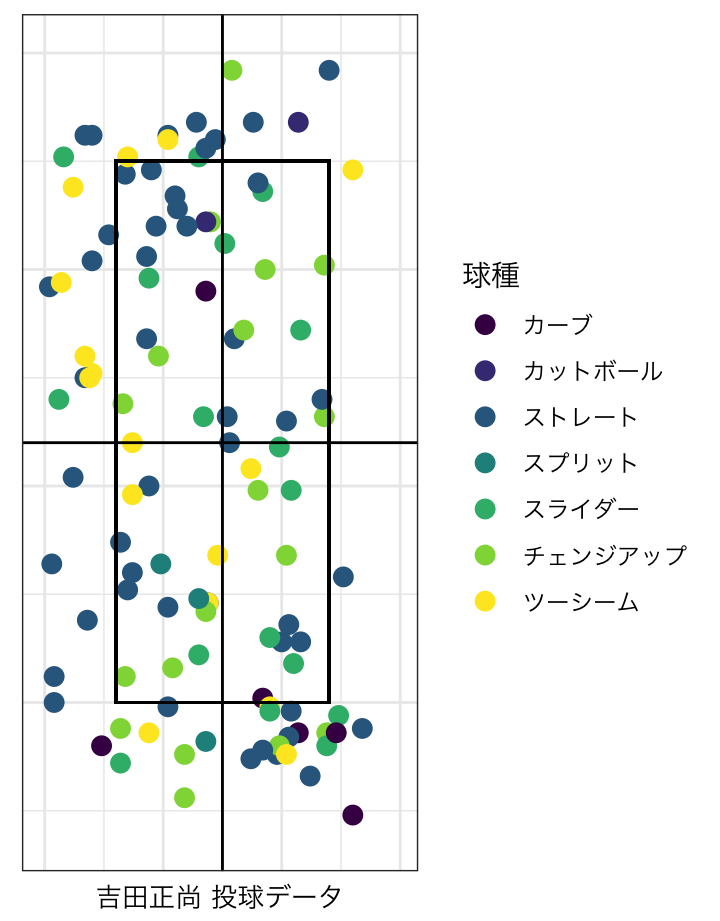 球種
カーブ
カットボール
ストレート
スプリット
スライダー
チェンジアップ
ツーシーム
吉田正尚 投球データ